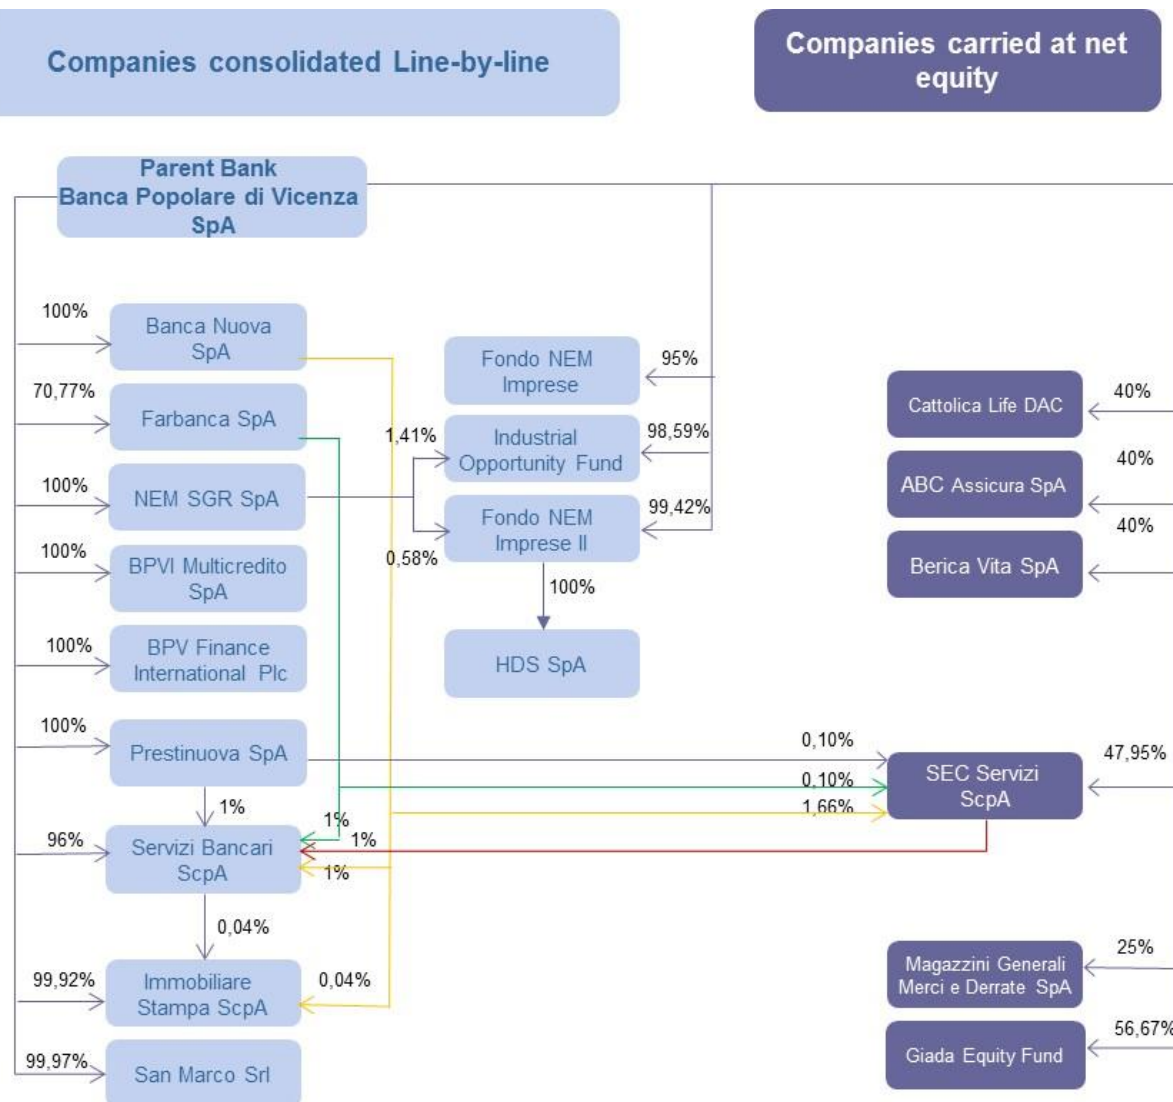 Companies consolidated Line-by-line
Companies carried at net
equity
Parent Bank
Banca Popolare di Vicenza
SpA
100%
Banca Nuova
SpA
70,77%
Farbanca SpA
100%
NEM SGR SpA
100%
BPVI Multicredito
SpA
100%
BPV Finance
International Plc
100%
Prestinuova SpA
1%
96%
Servizi Bancari
ScpA
1%
1%
1%
0,04%
99,92%
Immobiliare
Stampa ScpA
0,04%
99,97%
San Marco Srl
Fondo NEM
Imprese
95%
1,41%
Industrial
Opportunity Fund
98,59%
0,58%
Fondo NEM
Imprese II
99,42%
100%
HDS SpA
Cattolica Life DAC
40%
ABC Assicura SpA
40%
Berica Vita SpA
40%
0,10%
0,10%
1,66%
SEC Servizi
ScpA
47,95%
Magazzini Generali
Merci e Derrate SpA
25%
Giada Equity Fund
56,67%